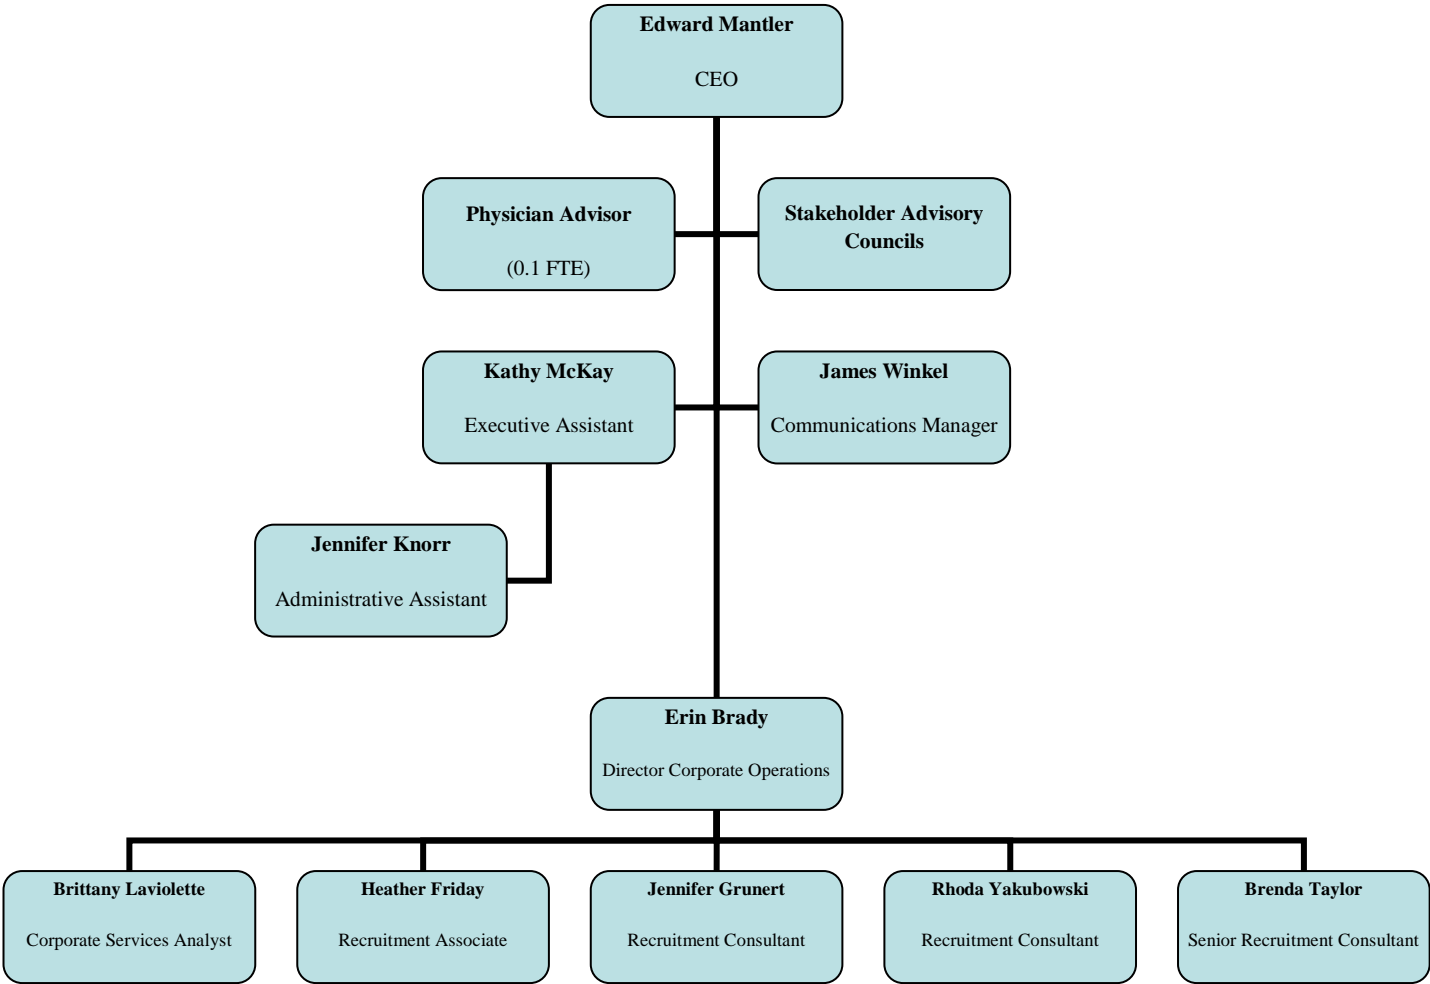 Edward Mantler
CEO
Physician Advisor
(0.1 FTE)
Stakeholder Advisory
Councils
Kathy McKay
Executive Assistant
James Winkel
Communications Manager
Jennifer Knorr
Administrative Assistant
Erin Brady
Director Corporate Operations
Brittany Laviolette
Corporate Services Analyst
Heather Friday
Recruitment Associate
Jennifer Grunert
Recruitment Consultant
Rhoda Yakubowski
Recruitment Consultant
Brenda Taylor
Senior Recruitment Consultant